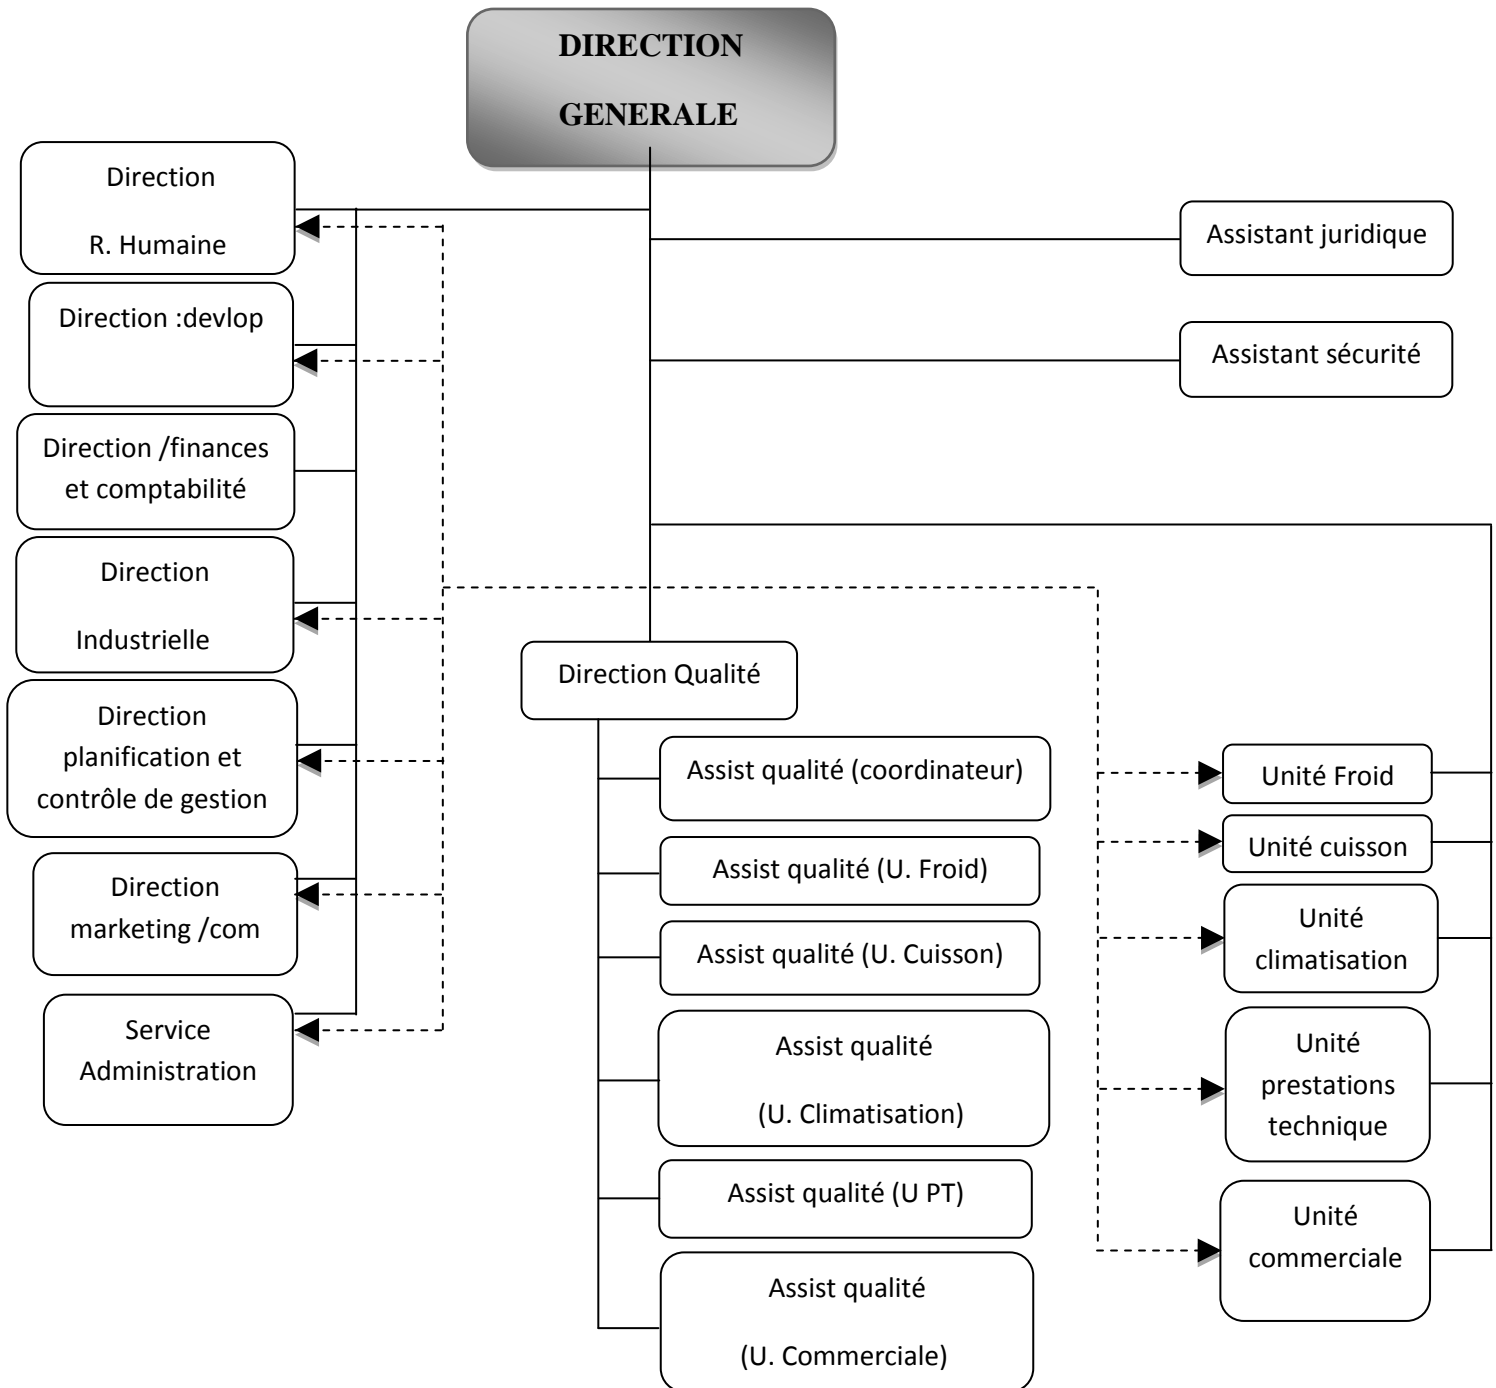 DIRECTION
GENERALE
Direction
R. Humaine
Direction :devlop
Direction /finances
et comptabilité
Direction
Industrielle
Direction
planification et
contrôle de gestion
Direction
marketing /com
Service
Administration
Assistant juridique
Assistant sécurité
Direction Qualité
Assist qualité (coordinateur)
Assist qualité (U. Froid)
Assist qualité (U. Cuisson)
Assist qualité
(U. Climatisation)
Assist qualité (U PT)
Assist qualité
(U. Commerciale)
Unité Froid
Unité cuisson
Unité
climatisation
Unité
prestations
technique
Unité
commerciale